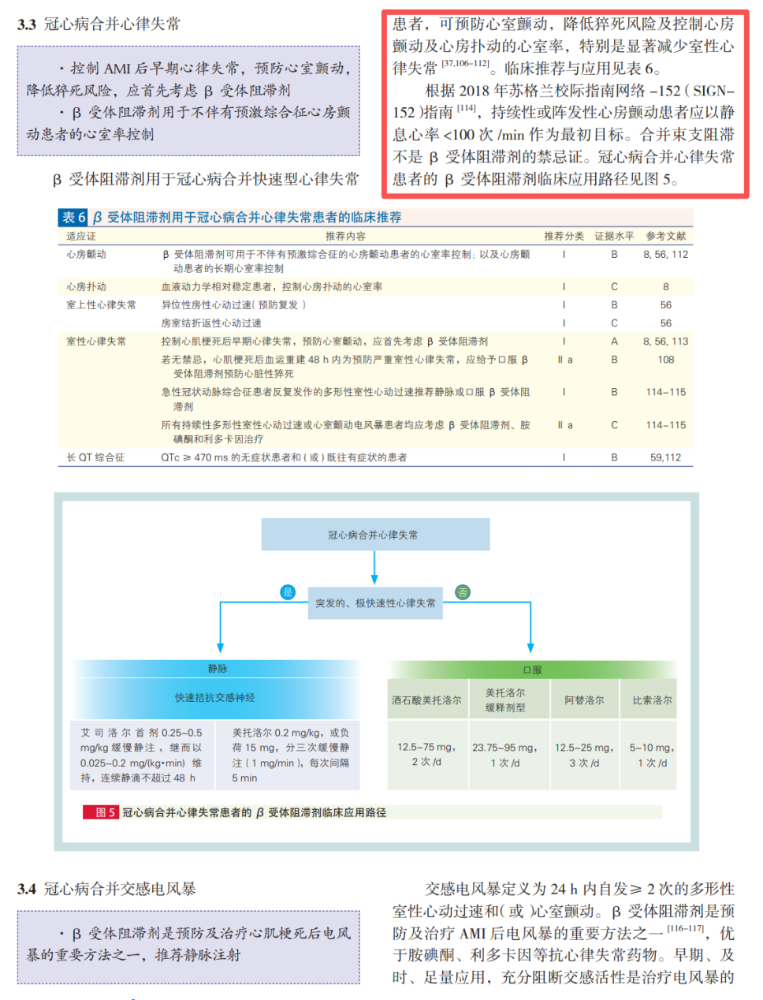 3.3 冠心病合并心律失常
· 控制 AMI 后早期心律失常，预防心室颤动，
降低猝死风险，应首先考虑 β 受体阻滞剂
· β 受体阻滞剂用于不伴有预激综合征心房颤
动患者的心室率控制
β 受体阻滞剂用于冠心病合并快速型心律失常
患者，可预防心室颤动，降低猝死风险及控制心房
颤动及心房扑动的心室率，特别是显著减少室性心
律失常 [37,106-112]。临床推荐与应用见表 6。
根据 2018 年苏格兰校际指南网络 -152（SIGN-
152）指南 [114]，持续性或阵发性心房颤动患者应以静
息心率 <100 次 /min 作为最初目标。合并束支阻滞
不是 β 受体阻滞剂的禁忌证。冠心病合并心律失常
患者的 β 受体阻滞剂临床应用路径见图 5。
表 6 β 受体阻滞剂用于冠心病合并心律失常患者的临床推荐
适应证 推荐内容 推荐分类 证据水平 参考文献
心房颤动 β 受体阻滞剂可用于不伴有预激综合征的心房颤动患者的心室率控制；以及心房颤 I B 8, 56, 112
动患者的长期心室率控制
心房扑动 血液动力学相对稳定患者，控制心房扑动的心室率 I C 8
室上性心律失常 异位性房性心动过速（预防复发） I B 56
房室结折返性心动过速 I C 56
室性心律失常 控制心肌梗死后早期心律失常，预防心室颤动，应首先考虑 β 受体阻滞剂 I A 8, 56, 113
若无禁忌，心肌梗死后血运重建 48 h 内为预防严重室性心律失常，应给予口服 β II a B 108
受体阻滞剂预防心脏性猝死
急性冠状动脉综合征患者反复发作的多形性室性心动过速推荐静脉或口服 β 受体阻 I B 114-115
滞剂
所有持续性多形性室性心动过速或心室颤动电风暴患者均应考虑 β 受体阻滞剂、胺 II a C 114-115
碘酮和利多卡因治疗
长 QT 综合征 QTc ≥ 470 ms 的无症状患者和（或）既往有症状的患者 I B 59,112
冠心病合并心律失常
是 否
突发的、极快速性心律失常
静脉
快速拮抗交感神经
艾司洛尔首剂 0.25~0.5
mg/kg 缓慢静注，继而以
0.025~0.2 mg/(kg•min) 维
持，连续静滴不超过 48 h
美托洛尔 0.2 mg/kg，或负
荷 15 mg，分三次缓慢静
注（1 mg/min），每次间隔
5 min
口服
酒石酸美托洛尔 美托洛尔 阿替洛尔 比索洛尔
缓释剂型
12.5~75 mg, 23.75~95 mg, 12.5~25 mg, 5~10 mg,
2 次 /d 1 次 /d 3 次 /d 1 次 /d
图 5 冠心病合并心律失常患者的 β 受体阻滞剂临床应用路径
3.4 冠心病合并交感电风暴
· β 受体阻滞剂是预防及治疗心肌梗死后电风
暴的重要方法之一，推荐静脉注射
交感电风暴定义为 24 h 内自发≥ 2 次的多形性
室性心动过速和（或）心室颤动。β 受体阻滞剂是预
防及治疗 AMI 后电风暴的重要方法之一 [116-117]，优
于胺碘酮、利多卡因等抗心律失常药物。早期、及
时、足量应用，充分阻断交感活性是治疗电风暴的